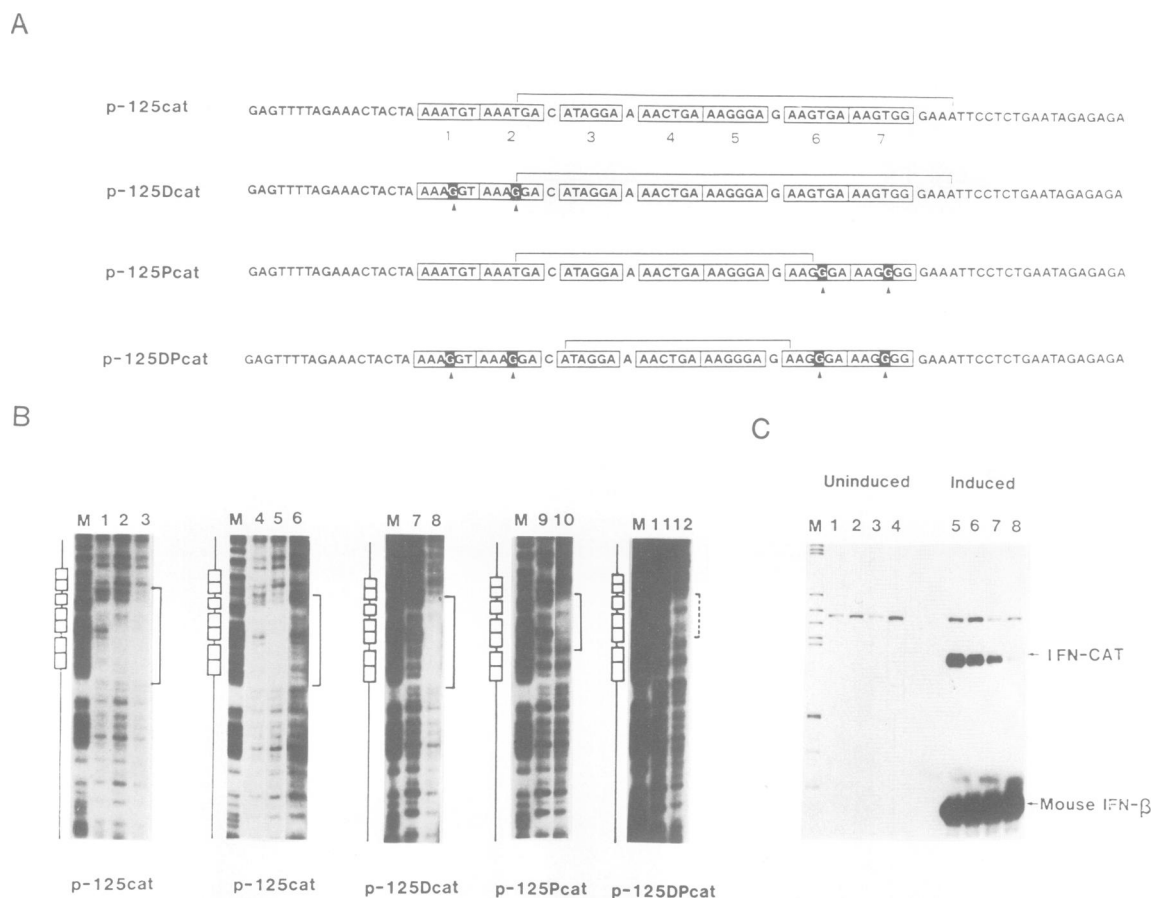 A
p-125cat GAGTTTTAGAAACTACTA AAATGT AAATGA C ATAGGA A AACTGA AAGGGA G AAGTGA AAGTGG GAAATTCCTCTGAATAGAGAGA
1 2 3 4 5 6 7
p-125Dcat GAGTTTTAGAAACTACTA AAAGGT AAAGGA C ATAGGA A AACTGA AAGGGA G AAGTGA AAGTGG GAAATTCCTCTGAATAGAGAGA
p-125Pcat GAGTTTTAGAAACTACTA AAATGT AAATGA C ATAGGA A AACTGA AAGGGA G AAGGGA AAGGGG GAAATTCCTCTGAATAGAGAGA
p-125DPcat GAGTTTTAGAAACTACTA AAAGGT AAAGGA C ATAGGA A AACTGA AAGGGA G AAGGGA AAGGGG GAAATTCCTCTGAATAGAGAGA
B
M 1 2 3 M 4 5 6 M 7 8 M 9 10 M 11 12
p-125cat p-125cat p-125Dcat p-125Pcat p-125DPcat
C
Uninduced Induced
M 1 2 3 4 5 6 7 8
IFN-CAT
Mouse IFN-β